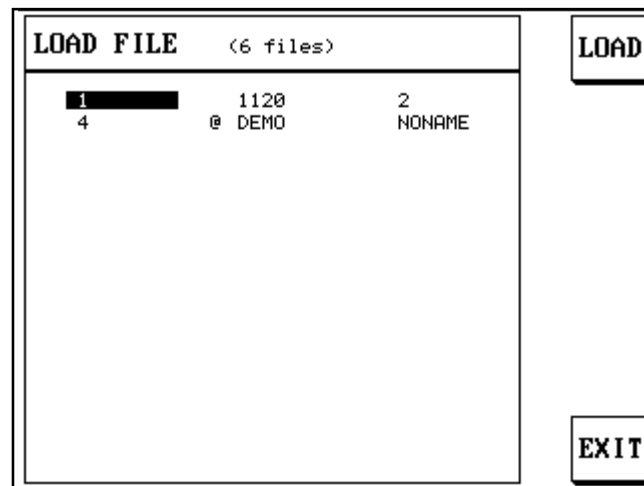 LOAD FILE (6 files)
LOAD
1 1120 2
4 @ DEMO NONAME
EXIT